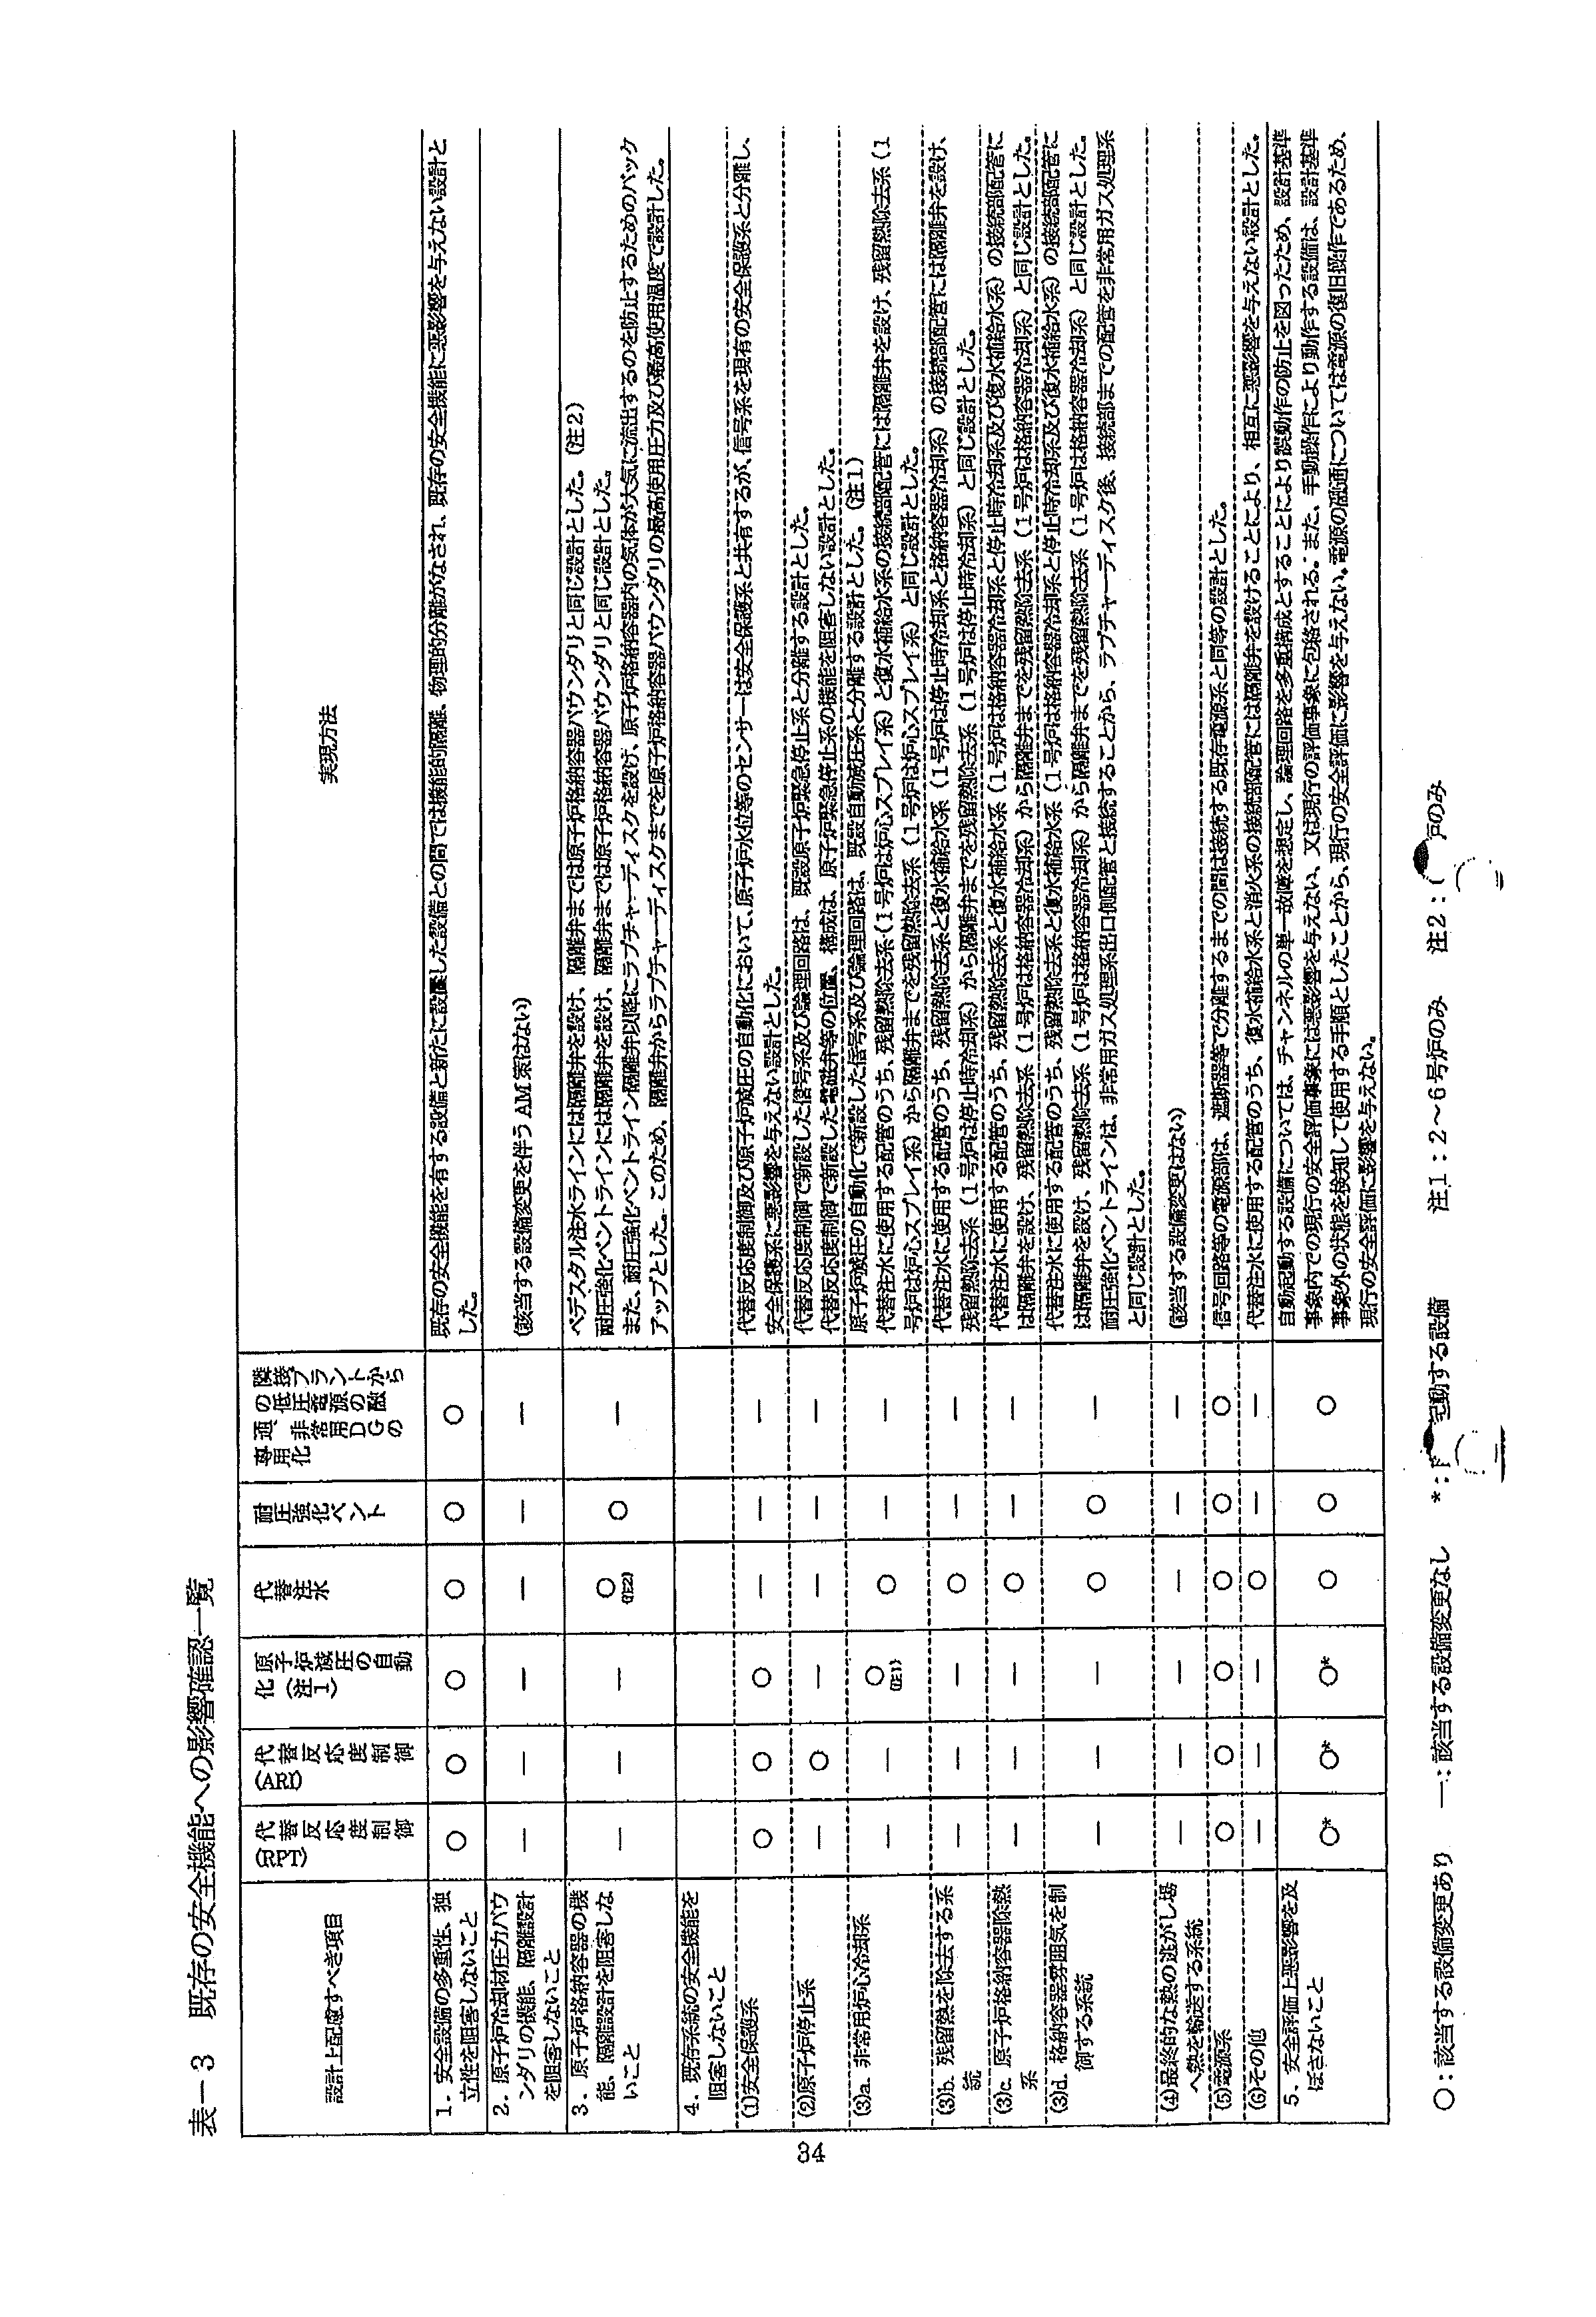 表－3　既存の安全機能への影響確認一覧
設計上配慮すべき項目
代替反応度制御(RPT)
代替反応度制御(ARI)
原子炉減圧の自動化(注1)
代替注水
耐圧強化ベント
隣接プラントからの低圧電源の融通、非常用DGの専用化
実現方法
1．安全設備の多重性、独
立性を阻害しないこと
○ ○ ○ ○ ○ ○
既存の安全機能を有する設備と新たに設置した設備との間では機能的隔離、物理的分離がなされ、既存の安全機能に悪影響を与えない設計と
した。
2．原子炉冷却材圧力バウ
ンダリの機能、隔離設計
を阻害しないこと
－ － － － － －
(該当する設備変更を伴うAM策はない)
3．原子炉格納容器の機
能、隔離設計を阻害しな
いこと
－ － － ○(注2) ○ －
ペデスタル注水ラインには隔離弁を設け、隔離弁までは原子炉格納容器バウンダリと同じ設計とした。(注2)
耐圧強化ベントラインには隔離弁を設け、隔離弁までは原子炉格納容器バウンダリと同じ設計とした。
また、耐圧強化ベントライン隔離弁以降にラプチャーディスクを設け、原子炉格納容器内の気体が大気に流出するのを防止するためのバック
アップとした。このため、隔離弁からラプチャーディスクまでを原子炉格納容器バウンダリの最高使用圧力及び最高使用温度で設計した。
4．既存系統の安全機能を
阻害しないこと
(1)安全保護系
○ ○ ○ － － －
代替反応度制御及び原子炉減圧の自動化において、原子炉水位等のセンサーは安全保護系と共有するが、信号系を現有の安全保護系と分離し、
安全保護系に悪影響を与えない設計とした。
(2)原子炉停止系
－ ○ － － － －
代替反応度制御で新設した信号系及び論理回路は、既設原子炉緊急停止系と分離する設計とした。
代替反応度制御で新設した電磁弁等の位置、構成は、原子炉緊急停止系の機能を阻害しない設計とした。
(3)a. 非常用炉心冷却系
－ － ○(注1) ○ － －
原子炉減圧の自動化で新設した信号系及び論理回路は、既設自動減圧系と分離する設計とした。(注1)
代替注水に使用する配管のうち、残留熱除去系(1号炉は炉心スプレイ系)と復水補給水系の接続部配管には隔離弁を設け、残留熱除去系(1
号炉は炉心スプレイ系)から隔離弁までを残留熱除去系(1号炉は炉心スプレイ系)と同じ設計とした。
(3)b. 残留熱を除去する系
統
－ － － ○ － －
代替注水に使用する配管のうち、残留熱除去系と復水補給水系(1号炉は停止時冷却系と格納容器冷却系)の接続部配管には隔離弁を設け、
残留熱除去系(1号炉は停止時冷却系)から隔離弁までを残留熱除去系(1号炉は停止時冷却系)と同じ設計とした。
(3)c. 原子炉格納容器除熱
系
－ － － ○ － －
代替注水に使用する配管のうち、残留熱除去系と復水補給水系(1号炉は格納容器冷却系と停止時冷却系及び復水補給水系)の接続部配管に
は隔離弁を設け、残留熱除去系(1号炉は格納容器冷却系)から隔離弁までを残留熱除去系(1号炉は格納容器冷却系)と同じ設計とした。
(3)d. 格納容器雰囲気を制
御する系統
－ － － ○ ○ －
代替注水に使用する配管のうち、残留熱除去系と復水補給水系(1号炉は格納容器冷却系と停止時冷却系及び復水補給水系)の接続部配管に
は隔離弁を設け、残留熱除去系(1号炉は格納容器冷却系)から隔離弁までを残留熱除去系(1号炉は格納容器冷却系)と同じ設計とした。
耐圧強化ベントラインは、非常用ガス処理系出口側配管と接続することから、ラプチャーディスク後、接続部までの配管を非常用ガス処理系
と同じ設計とした。
(4)最終的な熱の逃がし場
へ熱を輸送する系統
－ － － － － －
(該当する設備変更はない)
(5)電源系
○ ○ ○ ○ ○ ○
信号回路等の電源部は、遮断器等で分離するまでの間は接続する既存電源系と同等の設計とした。
(6)その他
－ － － ○ － －
代替注水に使用する配管のうち、復水補給水系と消火系の接続部配管には隔離弁を設けることにより、相互に悪影響を与えない設計とした。
5．安全評価上悪影響を及
ぼさないこと
○* ○* ○* ○ ○ ○
自動起動する設備については、チャンネルの単一故障を想定し、論理回路を多重構成とすることにより誤動作の防止を図ったため、設計基準
事象内での現行の安全評価事象には悪影響を与えない、又は現行の評価事象に包絡される。また、手動操作により動作する設備は、設計基準
事象外の状態を検知して使用する手順としたことから、現行の安全評価に影響を与えない。電源の融通については電源の復旧操作であるため、
現行の安全評価に影響を与えない。
○：該当する設備変更あり　－：該当する設備変更なし　*：起動する設備　注1：2～6号炉のみ　注2：炉のみ
34